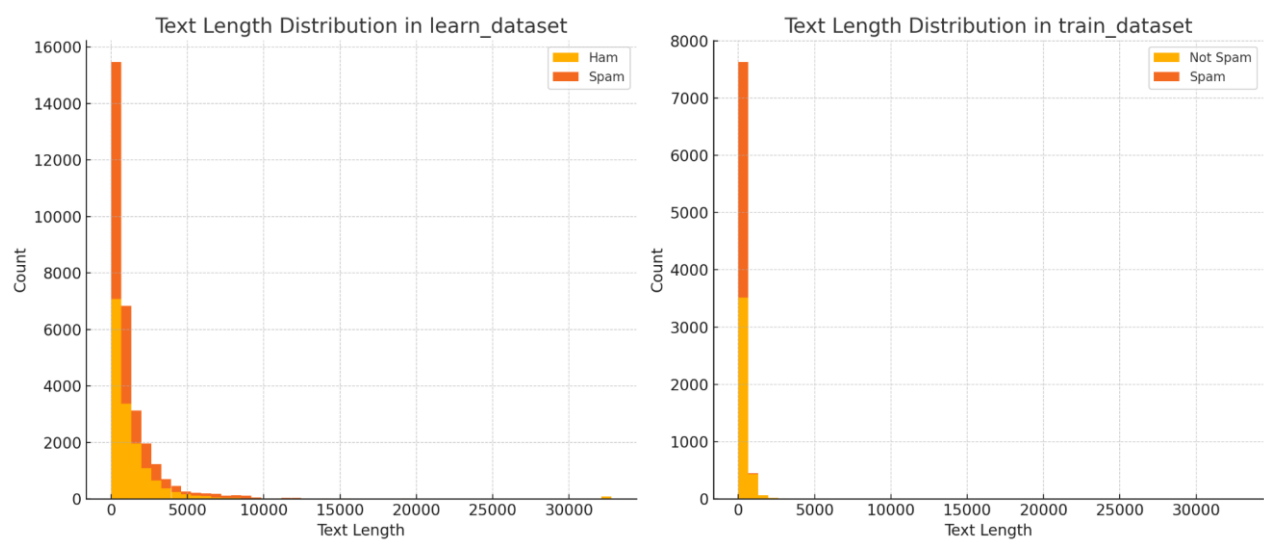 Text Length Distribution in learn_dataset
Ham
Spam
16000
14000
12000
10000
8000
6000
4000
2000
0
Count
0 5000 10000 15000 20000 25000 30000
Text Length
Text Length Distribution in train_dataset
Not Spam
Spam
8000
7000
6000
5000
4000
3000
2000
1000
0
Count
0 5000 10000 15000 20000 25000 30000
Text Length